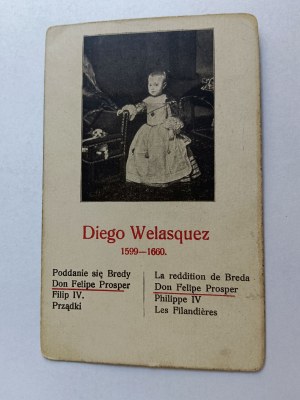 Diego Welasquez
1599—1660.
Poddanie się Bredy
Don Felipe Prosper
Filip IV.
Prządki
La reddition de Breda
Don Felipe Prosper
Philippe IV
Les Filandières